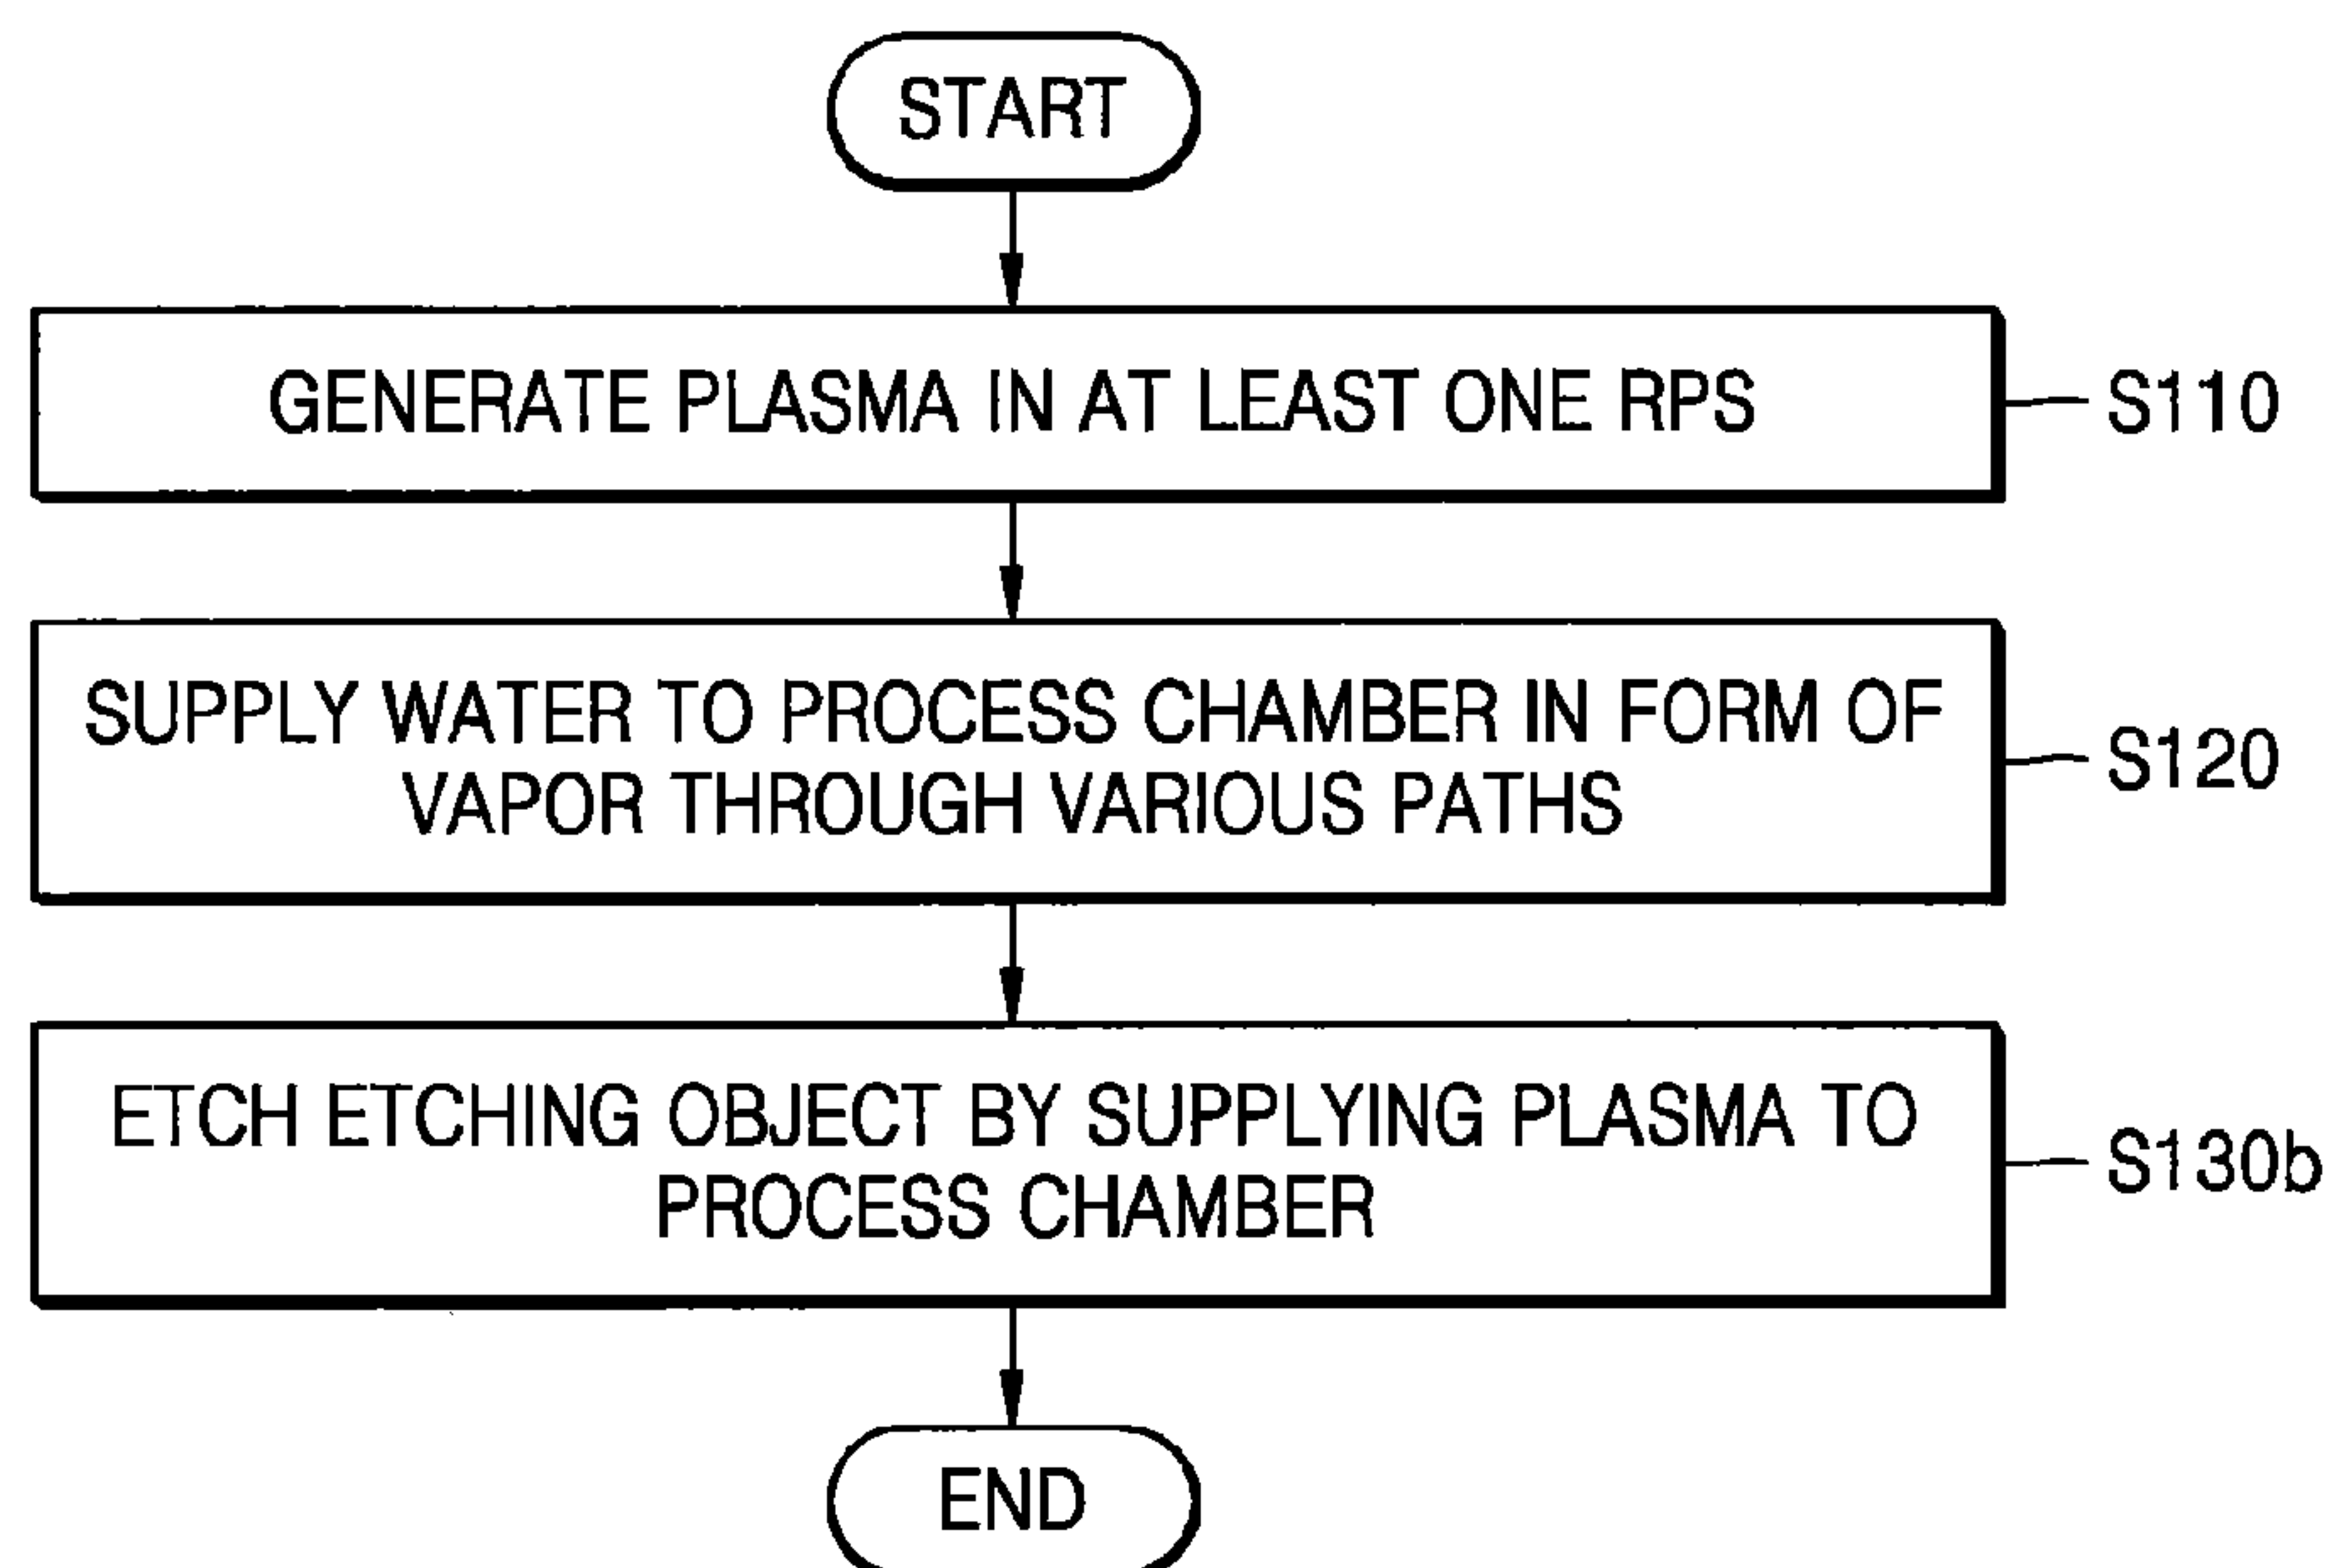 START
GENERATE PLASMA IN AT LEAST ONE RPS
S110
SUPPLY WATER TO PROCESS CHAMBER IN FORM OF
VAPOR THROUGH VARIOUS PATHS
S120
ETCH ETCHING OBJECT BY SUPPLYING PLASMA TO
PROCESS CHAMBER
S130b
END